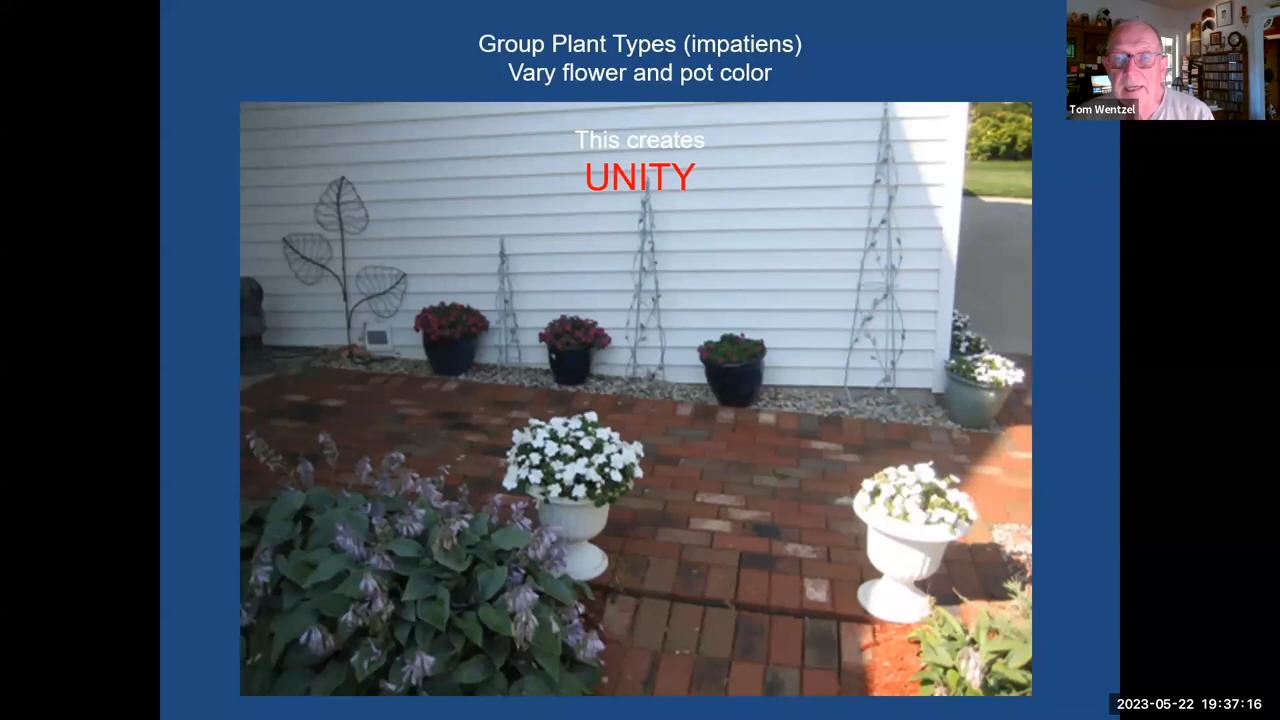 Group Plant Types (impatiens)
Vary flower and pot color
This creates
UNITY
Tom Wentzel
2023-05-22 19:37:16